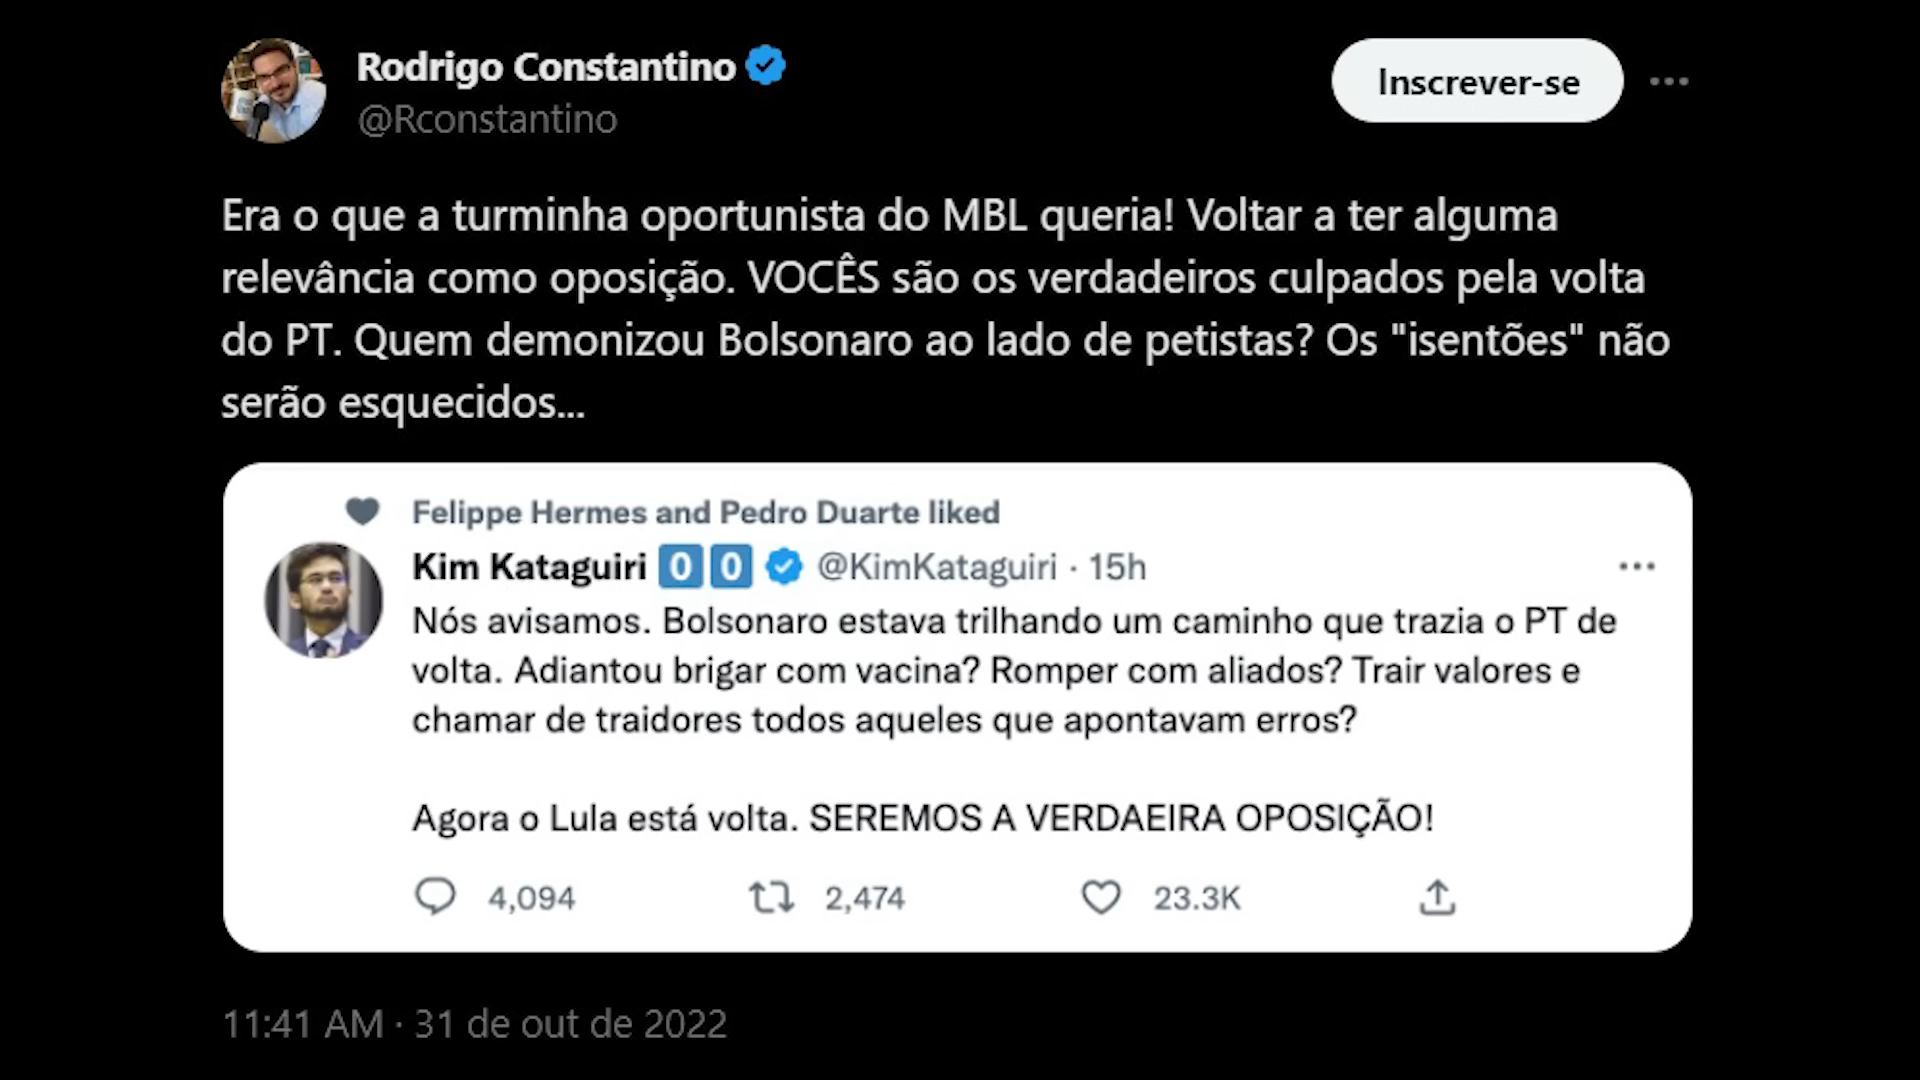 Rodrigo Constantino
@Rconstantino
Inscrever-se
Era o que a turminha oportunista do MBL queria! Voltar a ter alguma
relevância como oposição. VOCÊS são os verdadeiros culpados pela volta
do PT. Quem demonizou Bolsonaro ao lado de petistas? Os "isentões" não
serão esquecidos...
Felippe Hermes and Pedro Duarte liked
Kim Kataguiri 0 0 @KimKataguiri · 15h
Nós avisamos. Bolsonaro estava trilhando um caminho que trazia o PT de
volta. Adiantou brigar com vacina? Romper com aliados? Trair valores e
chamar de traidores todos aqueles que apontavam erros?
Agora o Lula está volta. SEREMOS A VERDAEIRA OPOSIÇÃO!
4,094 2,474 23.3K
11:41 AM · 31 de out de 2022